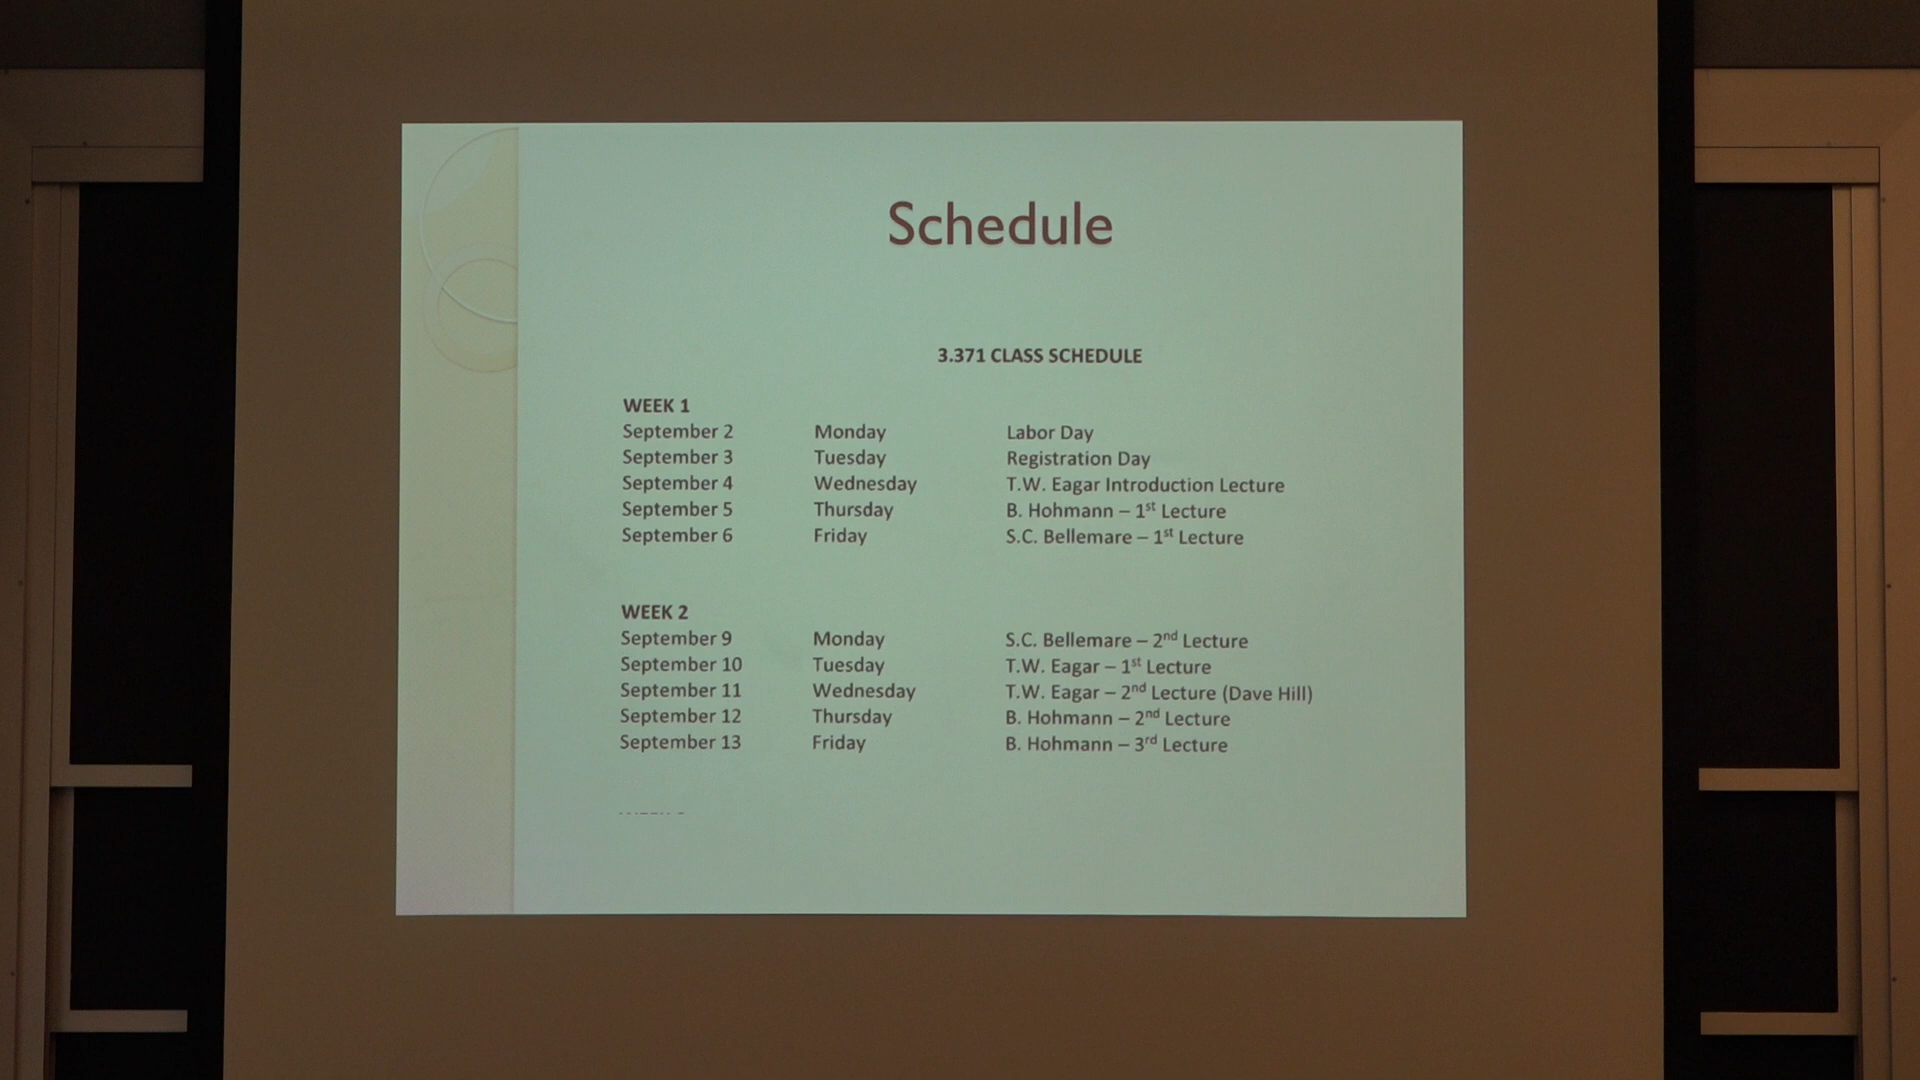 Schedule
3.371 CLASS SCHEDULE
WEEK 1
September 2 Monday Labor Day
September 3 Tuesday Registration Day
September 4 Wednesday T.W. Eagar Introduction Lecture
September 5 Thursday B. Hohmann – 1st Lecture
September 6 Friday S.C. Bellemare – 1st Lecture
WEEK 2
September 9 Monday S.C. Bellemare – 2nd Lecture
September 10 Tuesday T.W. Eagar – 1st Lecture
September 11 Wednesday T.W. Eagar – 2nd Lecture (Dave Hill)
September 12 Thursday B. Hohmann – 2nd Lecture
September 13 Friday B. Hohmann – 3rd Lecture